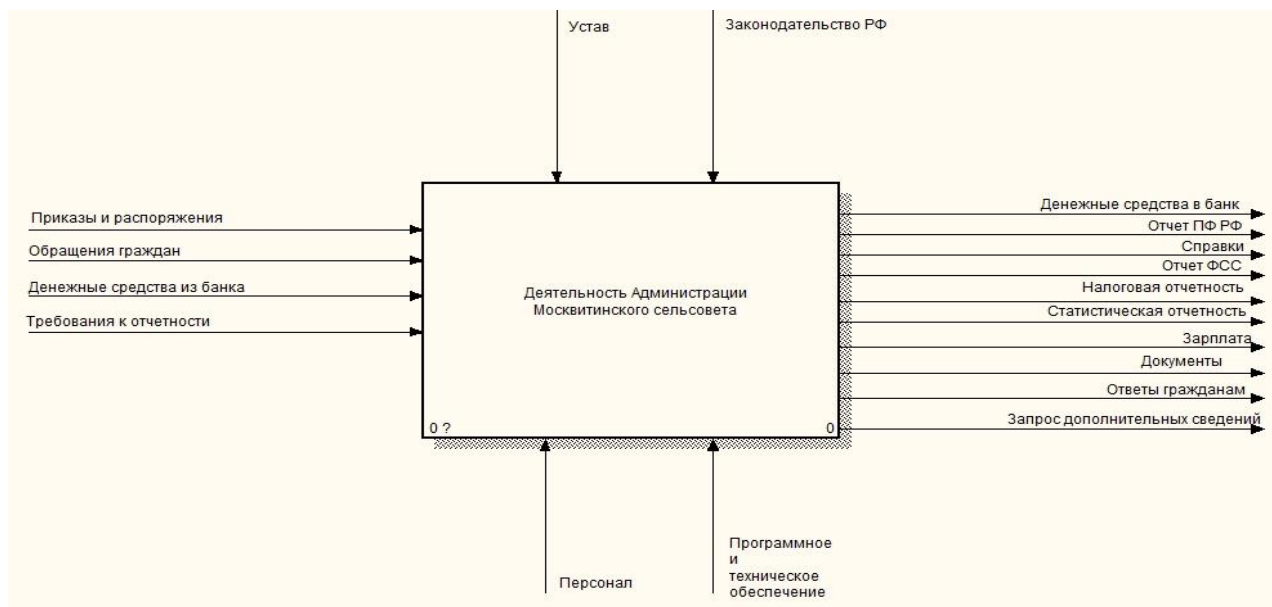 Устав
Законодательство РФ
Приказы и распоряжения
Обращения граждан
Денежные средства из банка
Требования к отчетности
Деятельность Администрации
Москвитинского сельсовета
0 ?
0
Денежные средства в банк
Отчет ПФ РФ
Справки
Отчет ФСС
Налоговая отчетность
Статистическая отчетность
Зарплата
Документы
Ответы гражданам
Запрос дополнительных сведений
Персонал
Программное
и
техническое
обеспечение